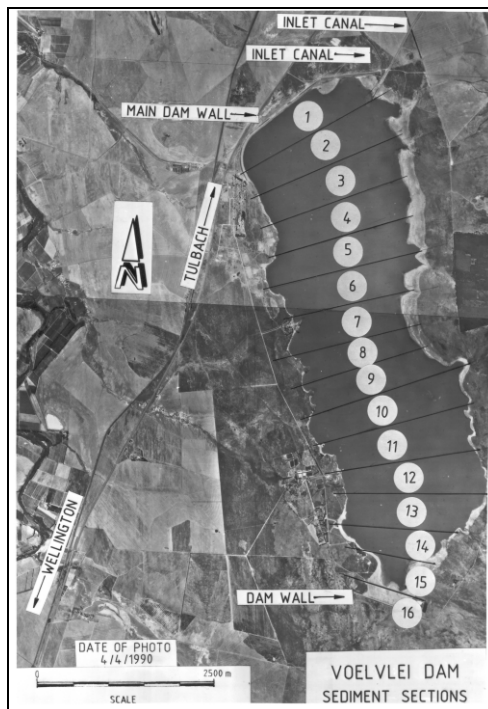 INLET CANAL
INLET CANAL
MAIN DAM WALL
1
2
3
TULBACH
4
N
5
6
7
8
9
10
11
12
13
WELLINGTON
14
15
DAM WALL
16
DATE OF PHOTO
4/4/1990
0 2500 m
SCALE
VOELVLEI DAM
SEDIMENT SECTIONS